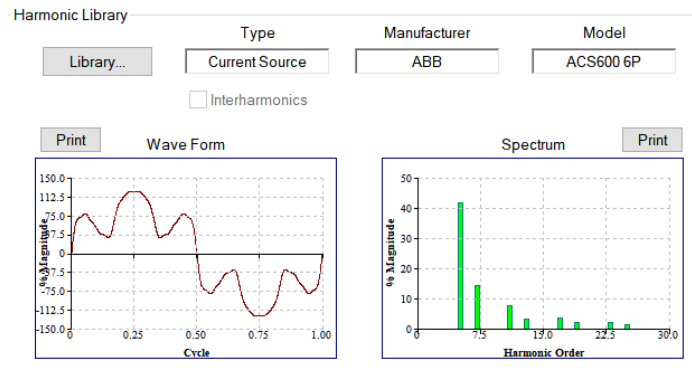 Harmonic Library
Type Manufacturer Model
Library... Current Source ABB ACS600 6P
Interharmonics
Print Wave Form Spectrum Print
150.0
112.5
75.0
37.5
0
-37.5
-75.0
-112.5
-150.0
% Magnitude
0 0.25 0.50 0.75 1.00
Cycle
50
40
30
20
10
0
% Magnitude
0 7.5 15.0 22.5 30.0
Harmonic Order